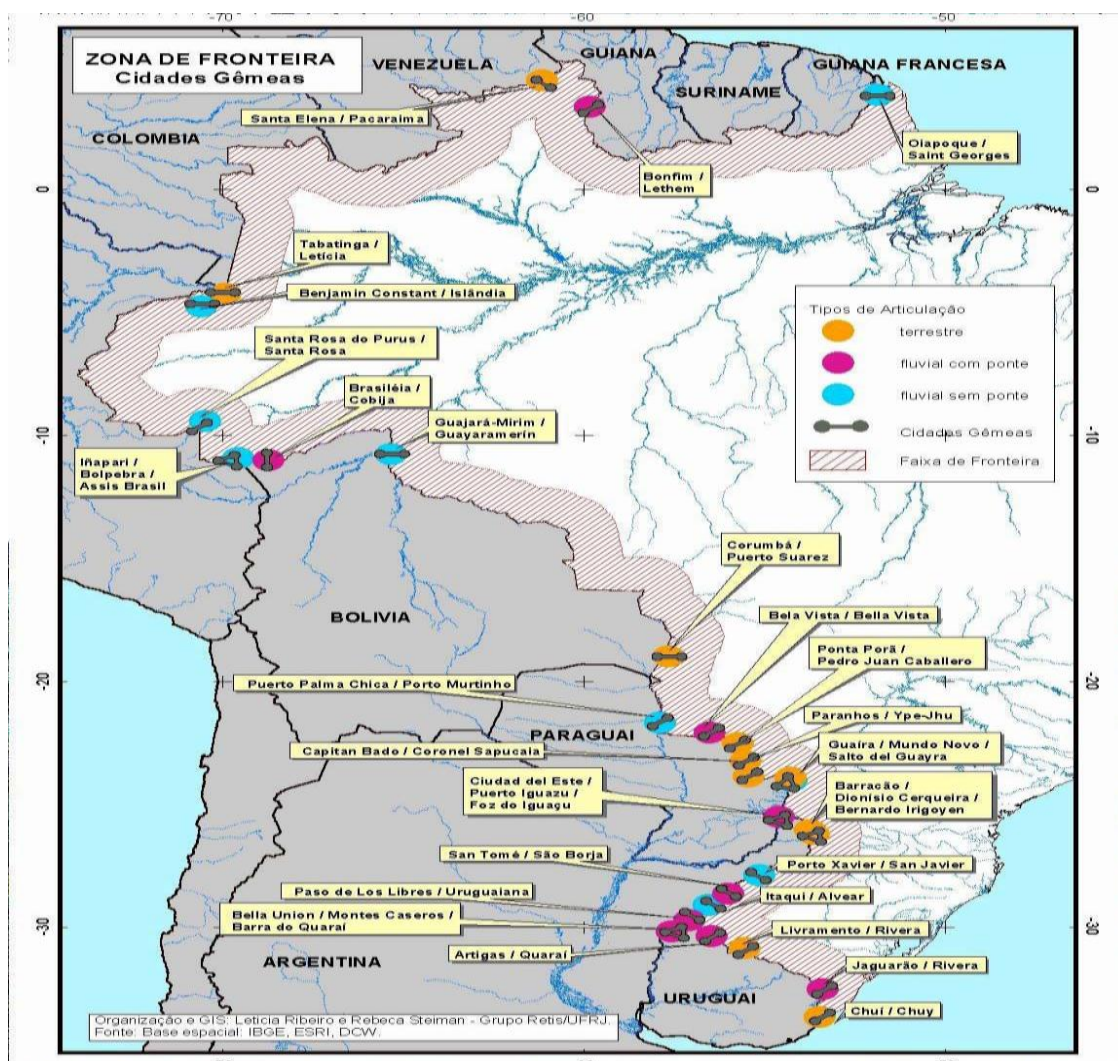 -70
-60
-50
ZONA DE FRONTEIRA
Cidades Gêmeas
VENEZUELA
GUIANA
SURINAME
GUIANA FRANCESA
COLOMBIA
Santa Elena / Pacaraima
Oiapoque /
Saint Georges
Bonfim /
Lethem
0
0
Tabatinga /
Letícia
Benjamin Constant / Islândia
Santa Rosa do Purus /
Santa Rosa
Brasiléia /
Cobija
Guajará-Mirim /
Guayaramerín
Tipos de Articulação
terrestre
fluvial com ponte
fluvial sem ponte
Cidades Gêmeas
Faixa de Fronteira
-10
-10
Iñapari /
Bolpebra /
Assis Brasil
Corumbá /
Puerto Suarez
BOLIVIA
Bela Vista / Bella Vista
Ponta Porã /
Pedro Juan Caballero
-20
-20
Puerto Palma Chica / Porto Murtinho
Paranhos / Ype-Jhu
PARAGUAI
Capitan Bado / Coronel Sapucaia
Guaíra / Mundo Novo /
Salto del Guayra
Ciudad del Este /
Puerto Iguazu /
Foz do Iguaçu
Barracão /
Dionísio Cerqueira /
Bernardo Irigoyen
San Tomé / São Borja
Porto Xavier / San Javier
Paso de Los Libres / Uruguaiana
Itaqui / Alvear
Bella Union / Montes Caseros /
Barra do Quaraí
Livramento / Rivera
-30
-30
Artigas / Quaraí
ARGENTINA
Jaguarão / Rivera
URUGUAI
Chuí / Chuy
Organização e GIS: Leticia Ribeiro e Rebeca Steiman - Grupo Retis/UFRJ.
Fonte: Base espacial: IBGE, ESRI, DCW.